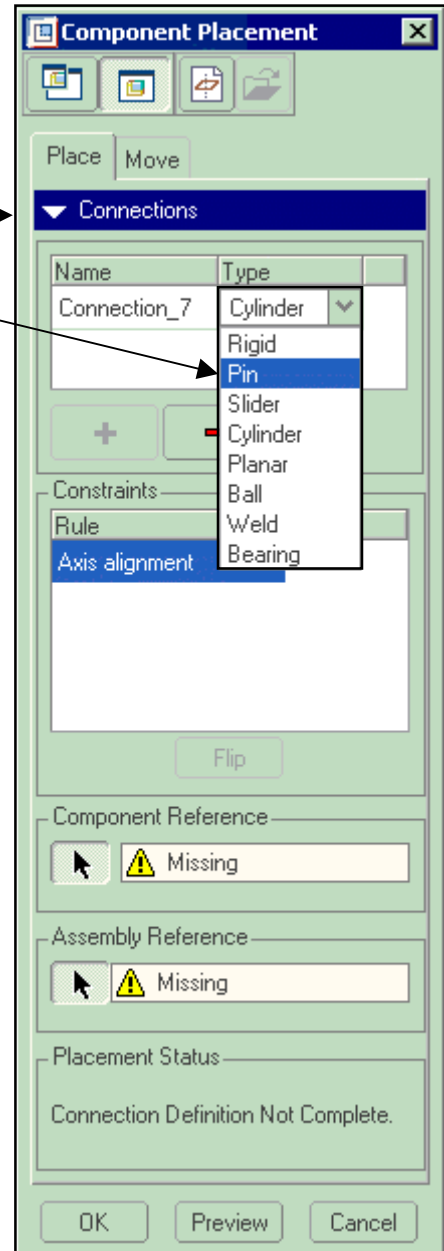 Component Placement
Place Move
Connections
Name Type
Connection_7 Cylinder
Rigid
Pin
Slider
Cylinder
Planar
Ball
Weld
Bearing
Constraints
Rule
Axis alignment
Flip
Component Reference
Missing
Assembly Reference
Missing
Placement Status
Connection Definition Not Complete.
OK Preview Cancel